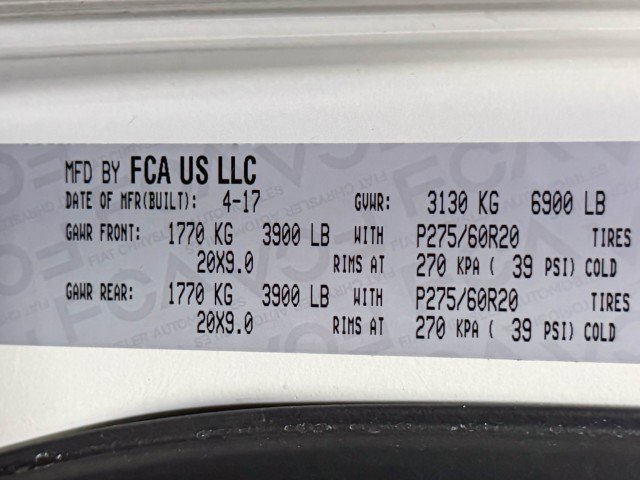 MFD BY FCA US LLC
DATE OF MFR(BUILT): 4-17 GVWR: 3130 KG 6900 LB
GAWR FRONT: 1770 KG 3900 LB WITH P275/60R20 TIRES
20X9.0 RIMS AT 270 KPA ( 39 PSI) COLD
GAWR REAR: 1770 KG 3900 LB WITH P275/60R20 TIRES
20X9.0 RIMS AT 270 KPA ( 39 PSI) COLD